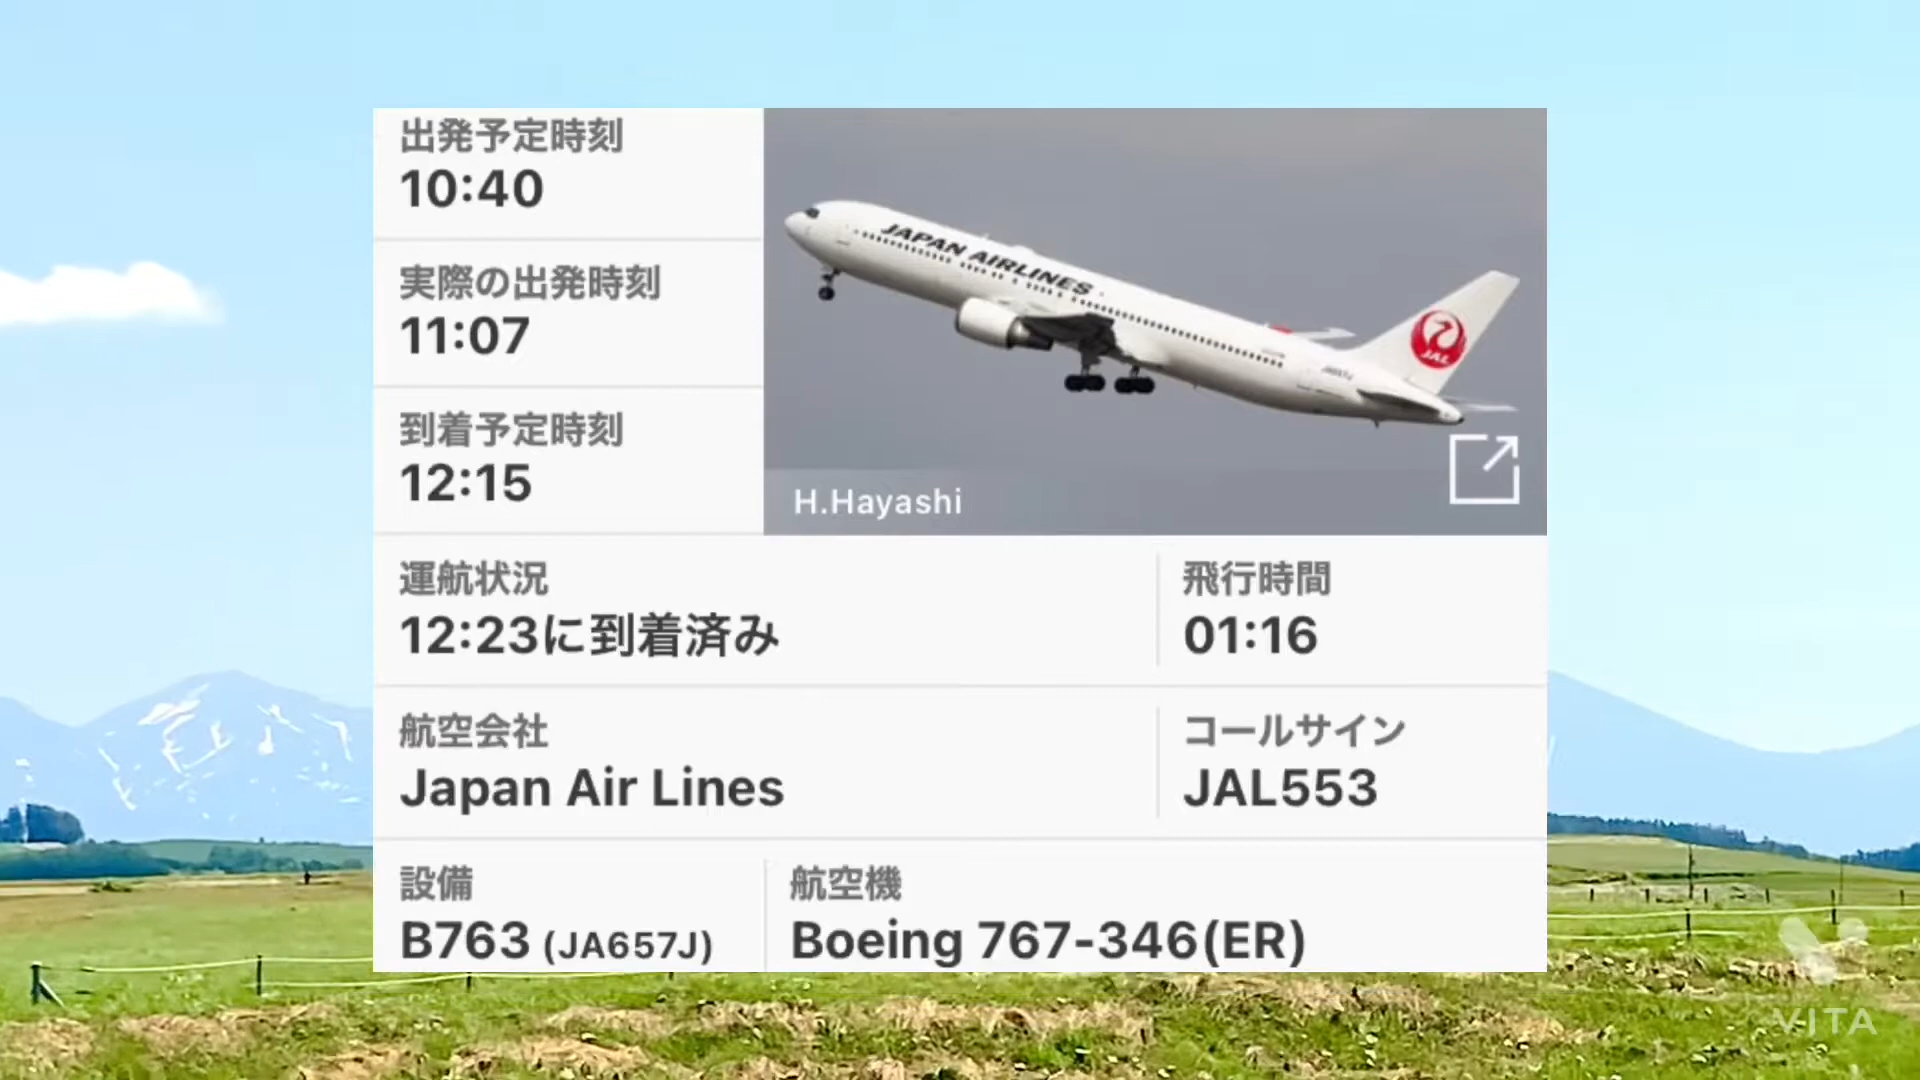 出発予定時刻
10:40
実際の出発時刻
11:07
到着予定時刻
12:15
JAPAN AIRLINES
JAL
H.Hayashi
運航状況
12:23に到着済み
飛行時間
01:16
航空会社
Japan Air Lines
コールサイン
JAL553
設備
B763 (JA657J)
航空機
Boeing 767-346(ER)
VITA